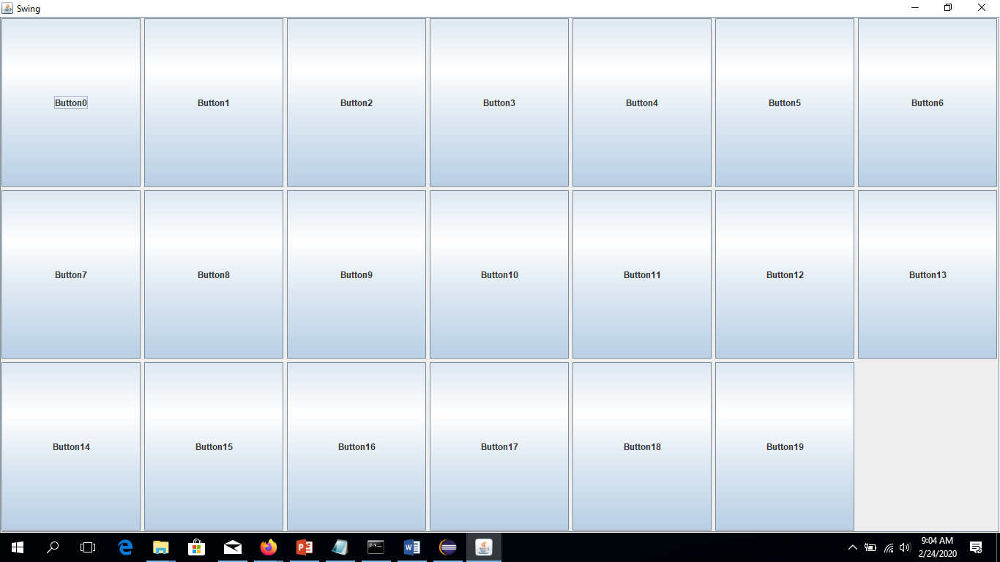 Swing
Button0 Button1 Button2 Button3 Button4 Button5 Button6
Button7 Button8 Button9 Button10 Button11 Button12 Button13
Button14 Button15 Button16 Button17 Button18 Button19
9:04 AM
2/24/2020